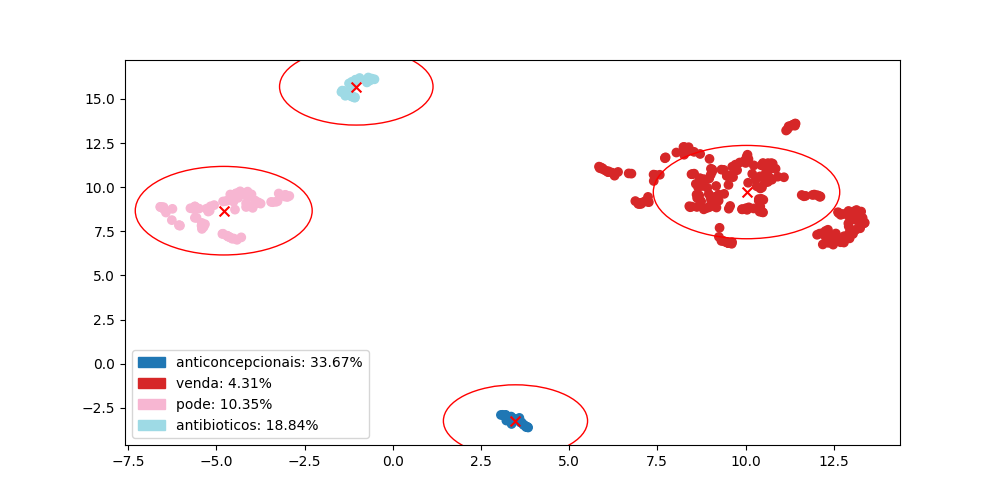 15.0
12.5
10.0
7.5
5.0
2.5
0.0
−2.5
anticoncepcionais: 33.67%
venda: 4.31%
pode: 10.35%
antibioticos: 18.84%
−7.5 −5.0 −2.5 0.0 2.5 5.0 7.5 10.0 12.5